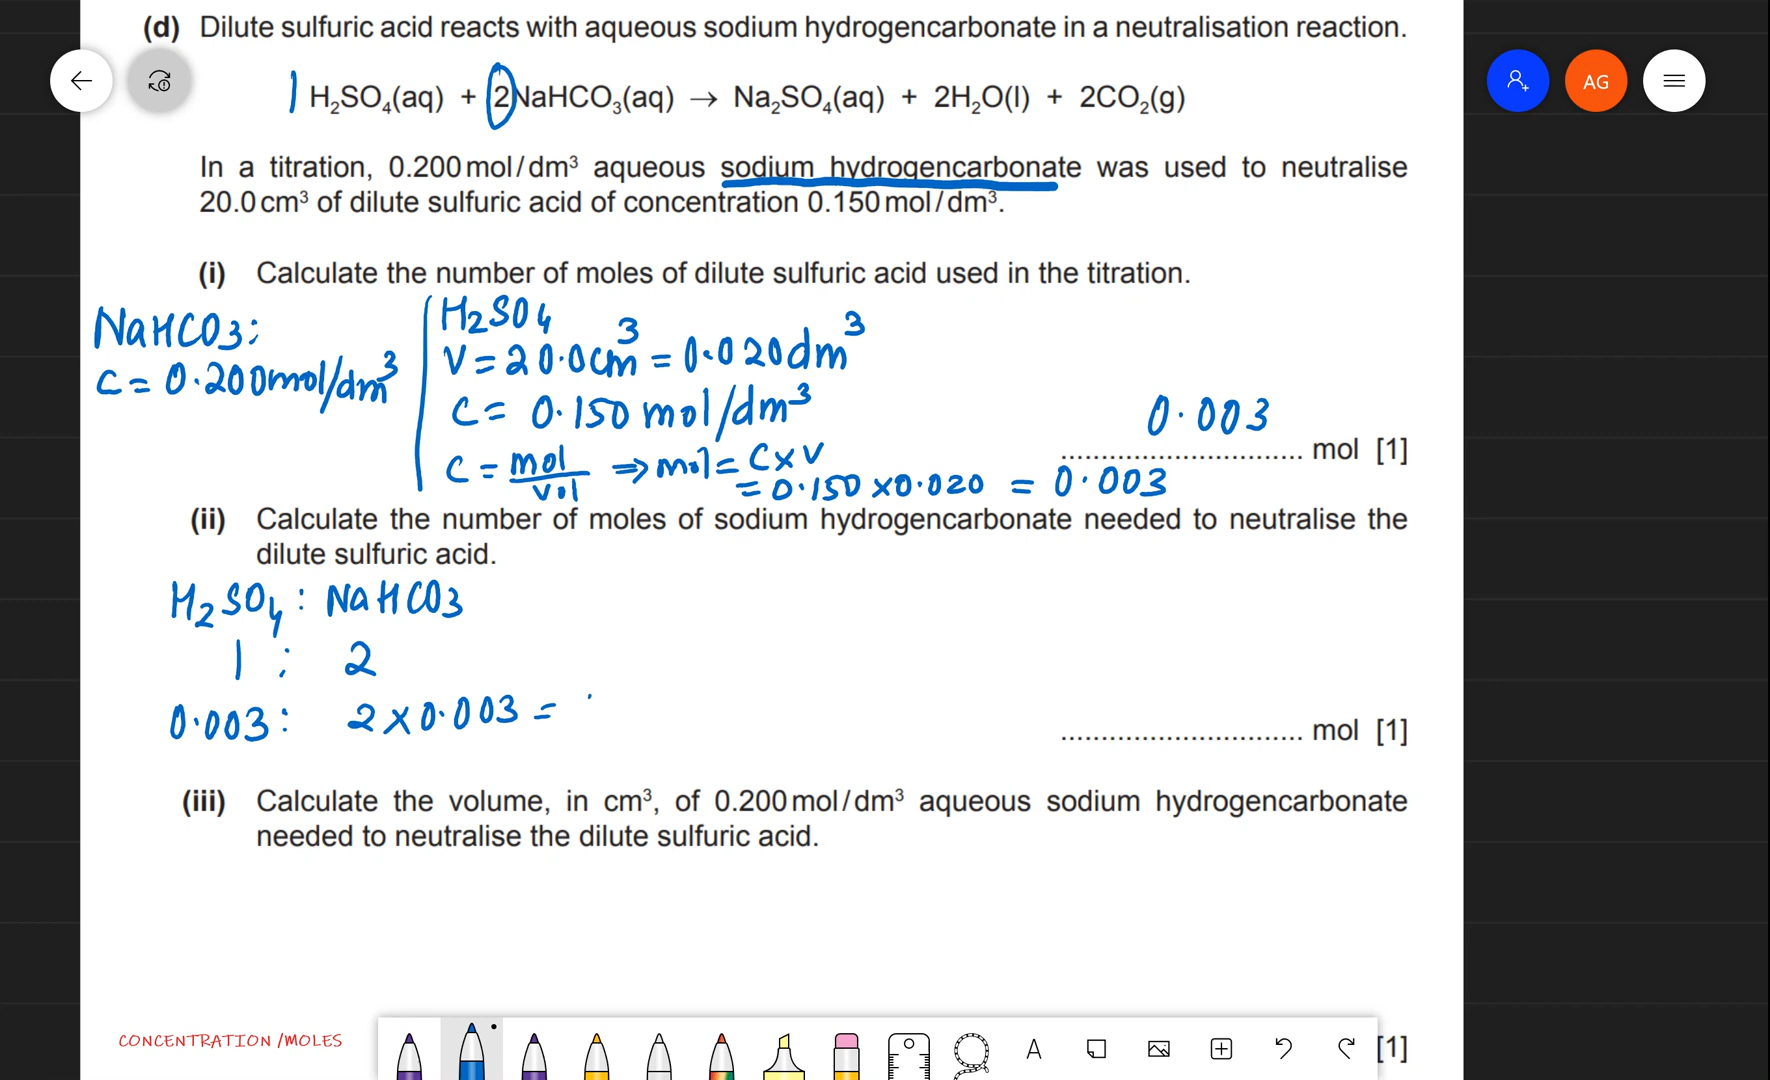 (d) Dilute sulfuric acid reacts with aqueous sodium hydrogencarbonate in a neutralisation reaction.
1 H₂SO₄(aq) + 2NaHCO₃(aq) → Na₂SO₄(aq) + 2H₂O(l) + 2CO₂(g)
AG
In a titration, 0.200 mol/dm³ aqueous sodium hydrogencarbonate was used to neutralise
20.0 cm³ of dilute sulfuric acid of concentration 0.150 mol/dm³.
(i) Calculate the number of moles of dilute sulfuric acid used in the titration.
NaHCO3:
C = 0.200mol/dm³
H₂SO₄
V = 20.0cm³ = 0.020dm³
C = 0.150 mol/dm³
C = mol/vol ⇒ mol = C×V
= 0.150 ×0.020 = 0.003
0.003
.............................. mol [1]
(ii) Calculate the number of moles of sodium hydrogencarbonate needed to neutralise the
dilute sulfuric acid.
H₂SO₄ : NaHCO3
1 : 2
0.003 : 2 × 0.003 =
.............................. mol [1]
(iii) Calculate the volume, in cm³, of 0.200 mol/dm³ aqueous sodium hydrogencarbonate
needed to neutralise the dilute sulfuric acid.
CONCENTRATION /MOLES
A
[1]